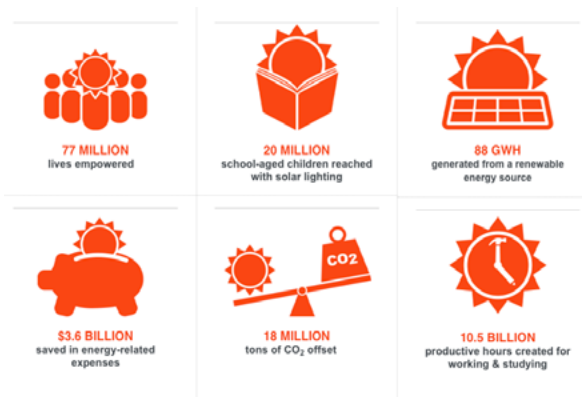 77 MILLION
lives empowered
20 MILLION
school-aged children reached
with solar lighting
88 GWH
generated from a renewable
energy source
CO2
$3.6 BILLION
saved in energy-related
expenses
18 MILLION
tons of CO₂ offset
10.5 BILLION
productive hours created for
working & studying